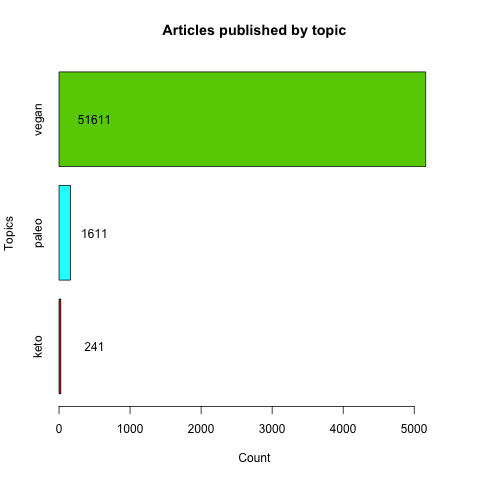 Articles published by topic
vegan
51611
paleo
1611
keto
241
Topics
0 1000 2000 3000 4000 5000
Count